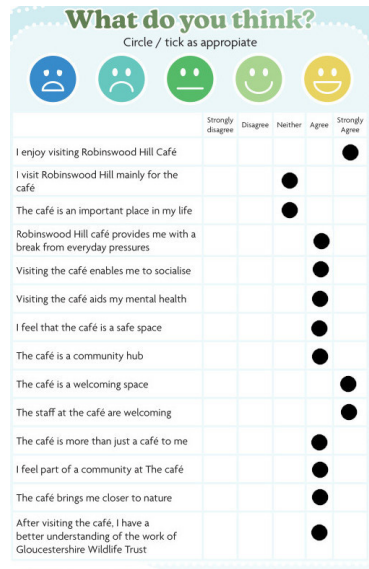 What do you think?
Circle / tick as appropiate
Strongly disagree
Disagree
Neither
Agree
Strongly Agree
I enjoy visiting Robinswood Hill Café
I visit Robinswood Hill mainly for the
café
The café is an important place in my life
Robinswood Hill café provides me with a
break from everyday pressures
Visiting the café enables me to socialise
Visiting the café aids my mental health
I feel that the café is a safe space
The café is a community hub
The café is a welcoming space
The staff at the café are welcoming
The café is more than just a café to me
I feel part of a community at The café
The café brings me closer to nature
After visiting the café, I have a
better understanding of the work of
Gloucestershire Wildlife Trust